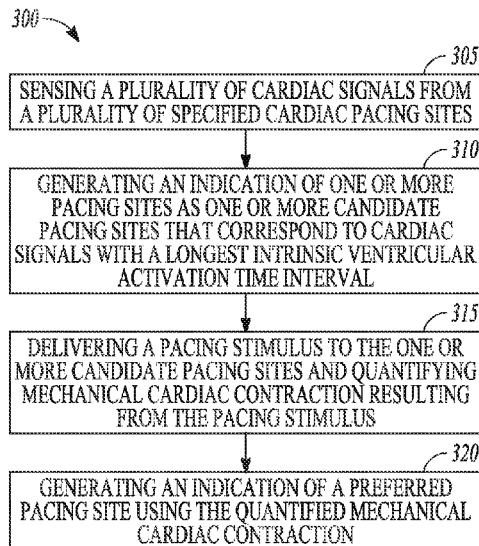 300
305
SENSING A PLURALITY OF CARDIAC SIGNALS FROM
A PLURALITY OF SPECIFIED CARDIAC PACING SITES
310
GENERATING AN INDICATION OF ONE OR MORE
PACING SITES AS ONE OR MORE CANDIDATE
PACING SITES THAT CORRESPOND TO CARDIAC
SIGNALS WITH A LONGEST INTRINSIC VENTRICULAR
ACTIVATION TIME INTERVAL
315
DELIVERING A PACING STIMULUS TO THE ONE OR
MORE CANDIDATE PACING SITES AND QUANTIFYING
MECHANICAL CARDIAC CONTRACTION RESULTING
FROM THE PACING STIMULUS
320
GENERATING AN INDICATION OF A PREFERRED
PACING SITE USING THE QUANTIFIED MECHANICAL
CARDIAC CONTRACTION